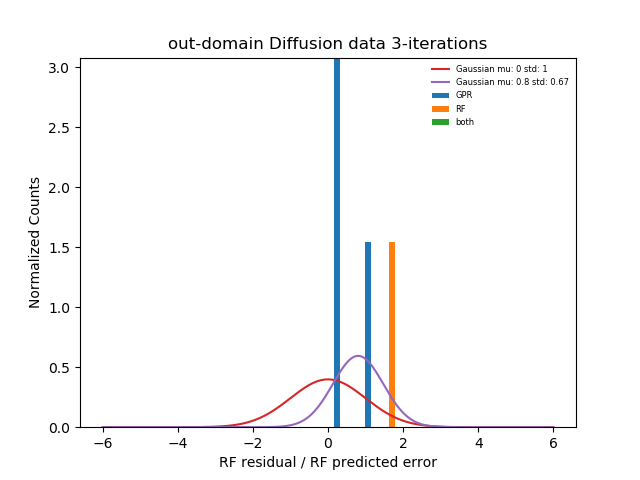 out-domain Diffusion data 3-iterations
Gaussian mu: 0 std: 1
Gaussian mu: 0.8 std: 0.67
GPR
RF
both
Normalized Counts
3.0
2.5
2.0
1.5
1.0
0.5
0.0
−6 −4 −2 0 2 4 6
RF residual / RF predicted error